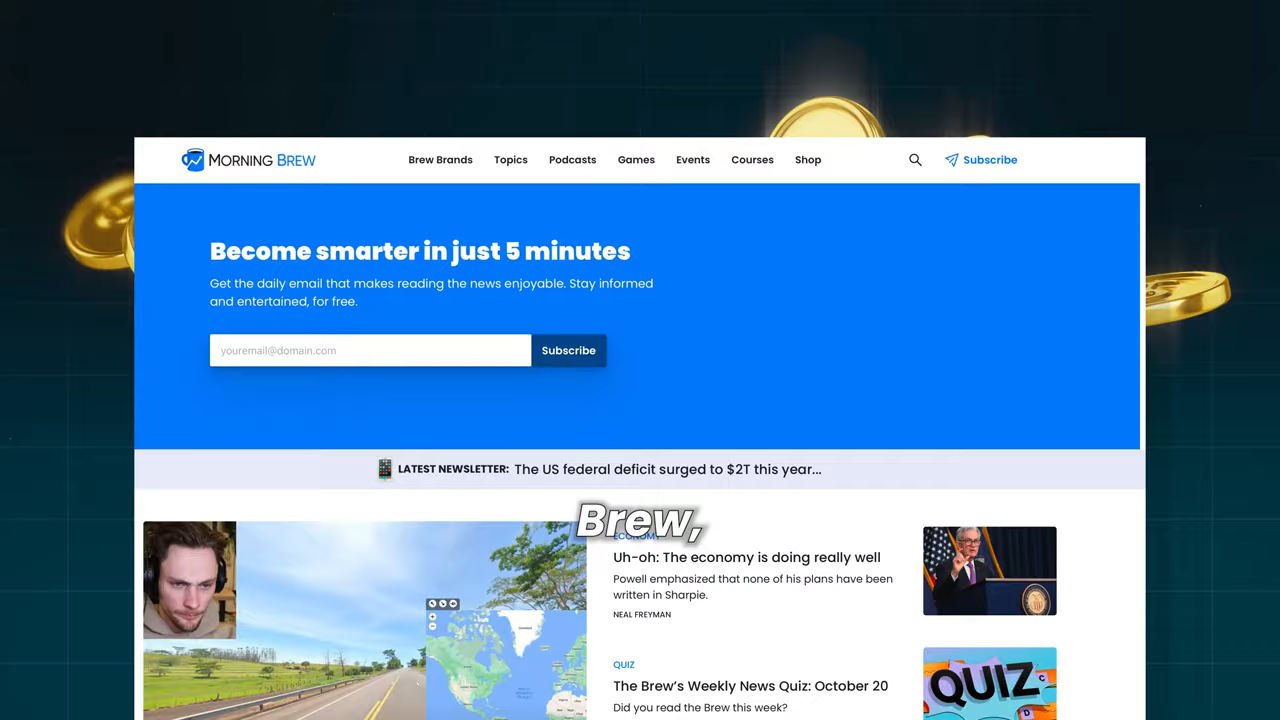 MORNING BREW
Brew Brands Topics Podcasts Games Events Courses Shop Subscribe
Become smarter in just 5 minutes
Get the daily email that makes reading the news enjoyable. Stay informed
and entertained, for free.
youremail@domain.com Subscribe
LATEST NEWSLETTER: The US federal deficit surged to $2T this year...
Brew,
ECONOMY
Uh-oh: The economy is doing really well
Powell emphasized that none of his plans have been
written in Sharpie.
NEAL FREYMAN
QUIZ
The Brew’s Weekly News Quiz: October 20
Did you read the Brew this week?
QUIZ